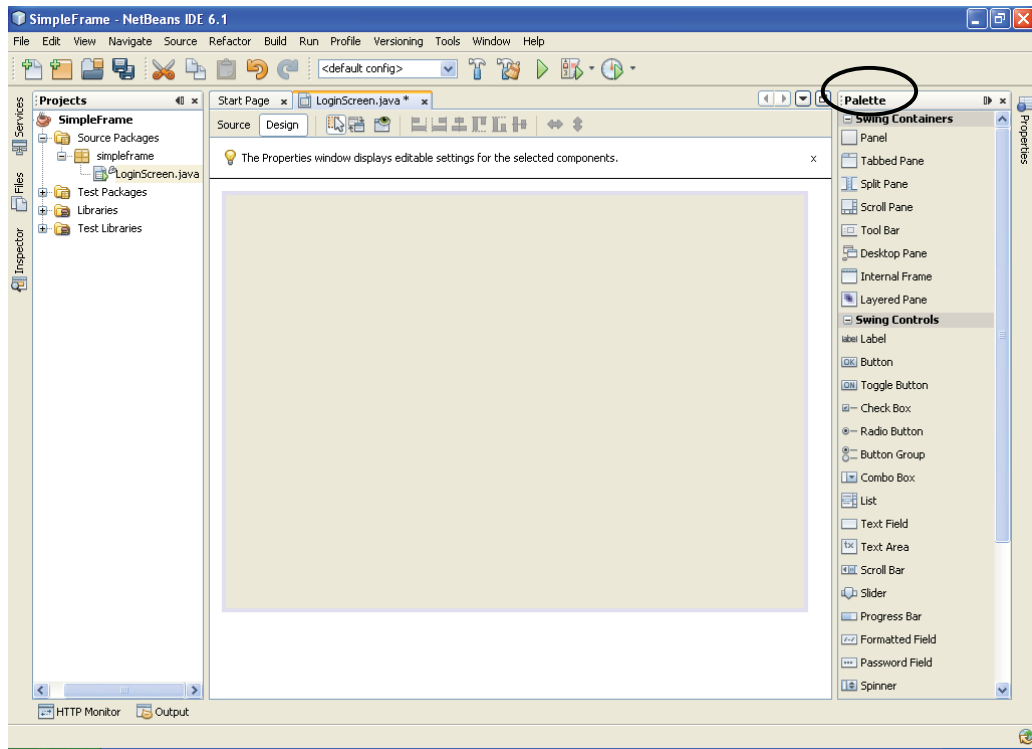 SimpleFrame - NetBeans IDE 6.1
File Edit View Navigate Source Refactor Build Run Profile Versioning Tools Window Help
<default config>
Services
Files
Inspector
Projects
SimpleFrame
Source Packages
simpleframe
LoginScreen.java
Test Packages
Libraries
Test Libraries
Start Page x LoginScreen.java * x
Source Design
The Properties window displays editable settings for the selected components. x
Palette
Swing Containers
Panel
Tabbed Pane
Split Pane
Scroll Pane
Tool Bar
Desktop Pane
Internal Frame
Layered Pane
Swing Controls
label Label
OK Button
ON Toggle Button
Check Box
Radio Button
Button Group
Combo Box
List
Text Field
tx Text Area
Scroll Bar
Slider
Progress Bar
Formatted Field
Password Field
Spinner
Properties
HTTP Monitor Output